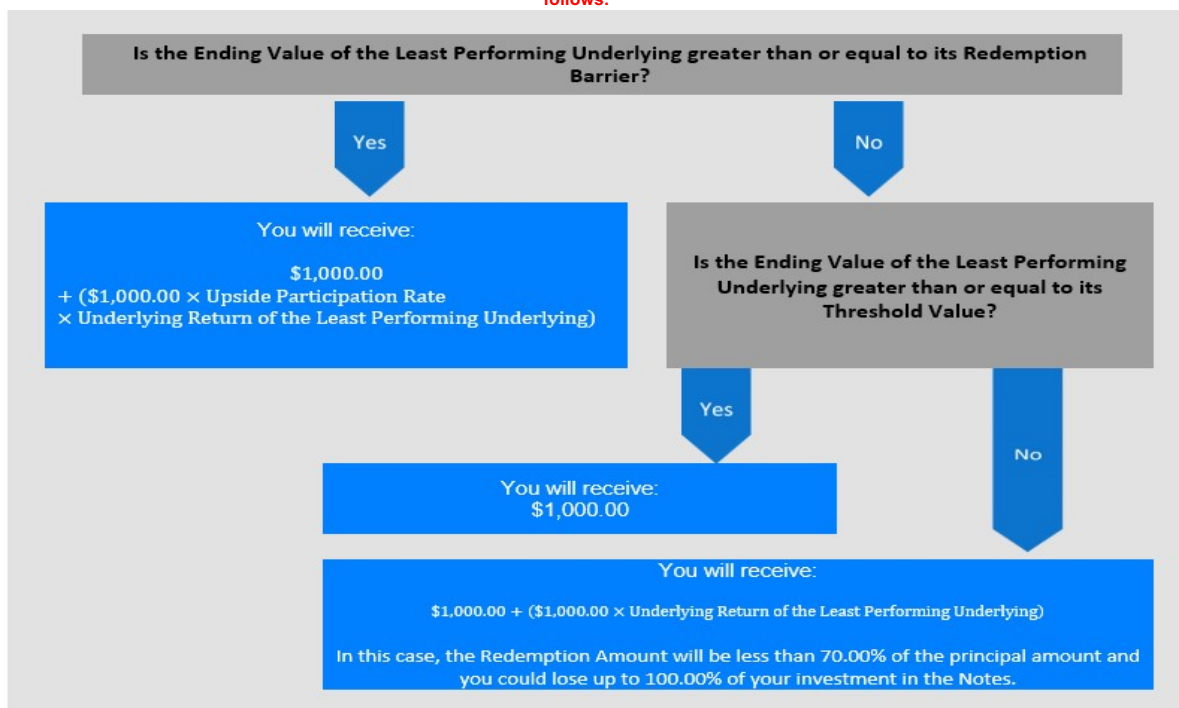 follows:
Is the Ending Value of the Least Performing Underlying greater than or equal to its Redemption
Barrier?
Yes
No
You will receive:
$1,000.00
+ ($1,000.00 × Upside Participation Rate
× Underlying Return of the Least Performing Underlying)
Is the Ending Value of the Least Performing
Underlying greater than or equal to its
Threshold Value?
Yes
No
You will receive:
$1,000.00
You will receive:
$1,000.00 + ($1,000.00 × Underlying Return of the Least Performing Underlying)
In this case, the Redemption Amount will be less than 70.00% of the principal amount and
you could lose up to 100.00% of your investment in the Notes.